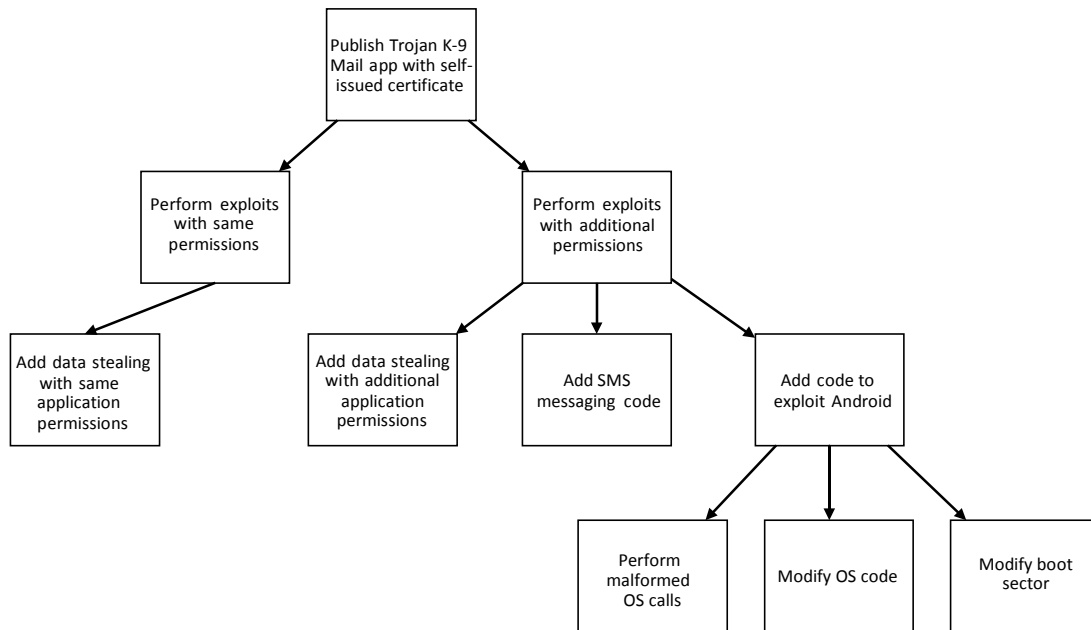 Publish Trojan K-9
Mail app with self-
issued certificate
Perform exploits
with same
permissions
Perform exploits
with additional
permissions
Add data stealing
with same
application
permissions
Add data stealing
with additional
application
permissions
Add SMS
messaging code
Add code to
exploit Android
Perform
malformed
OS calls
Modify OS code
Modify boot
sector